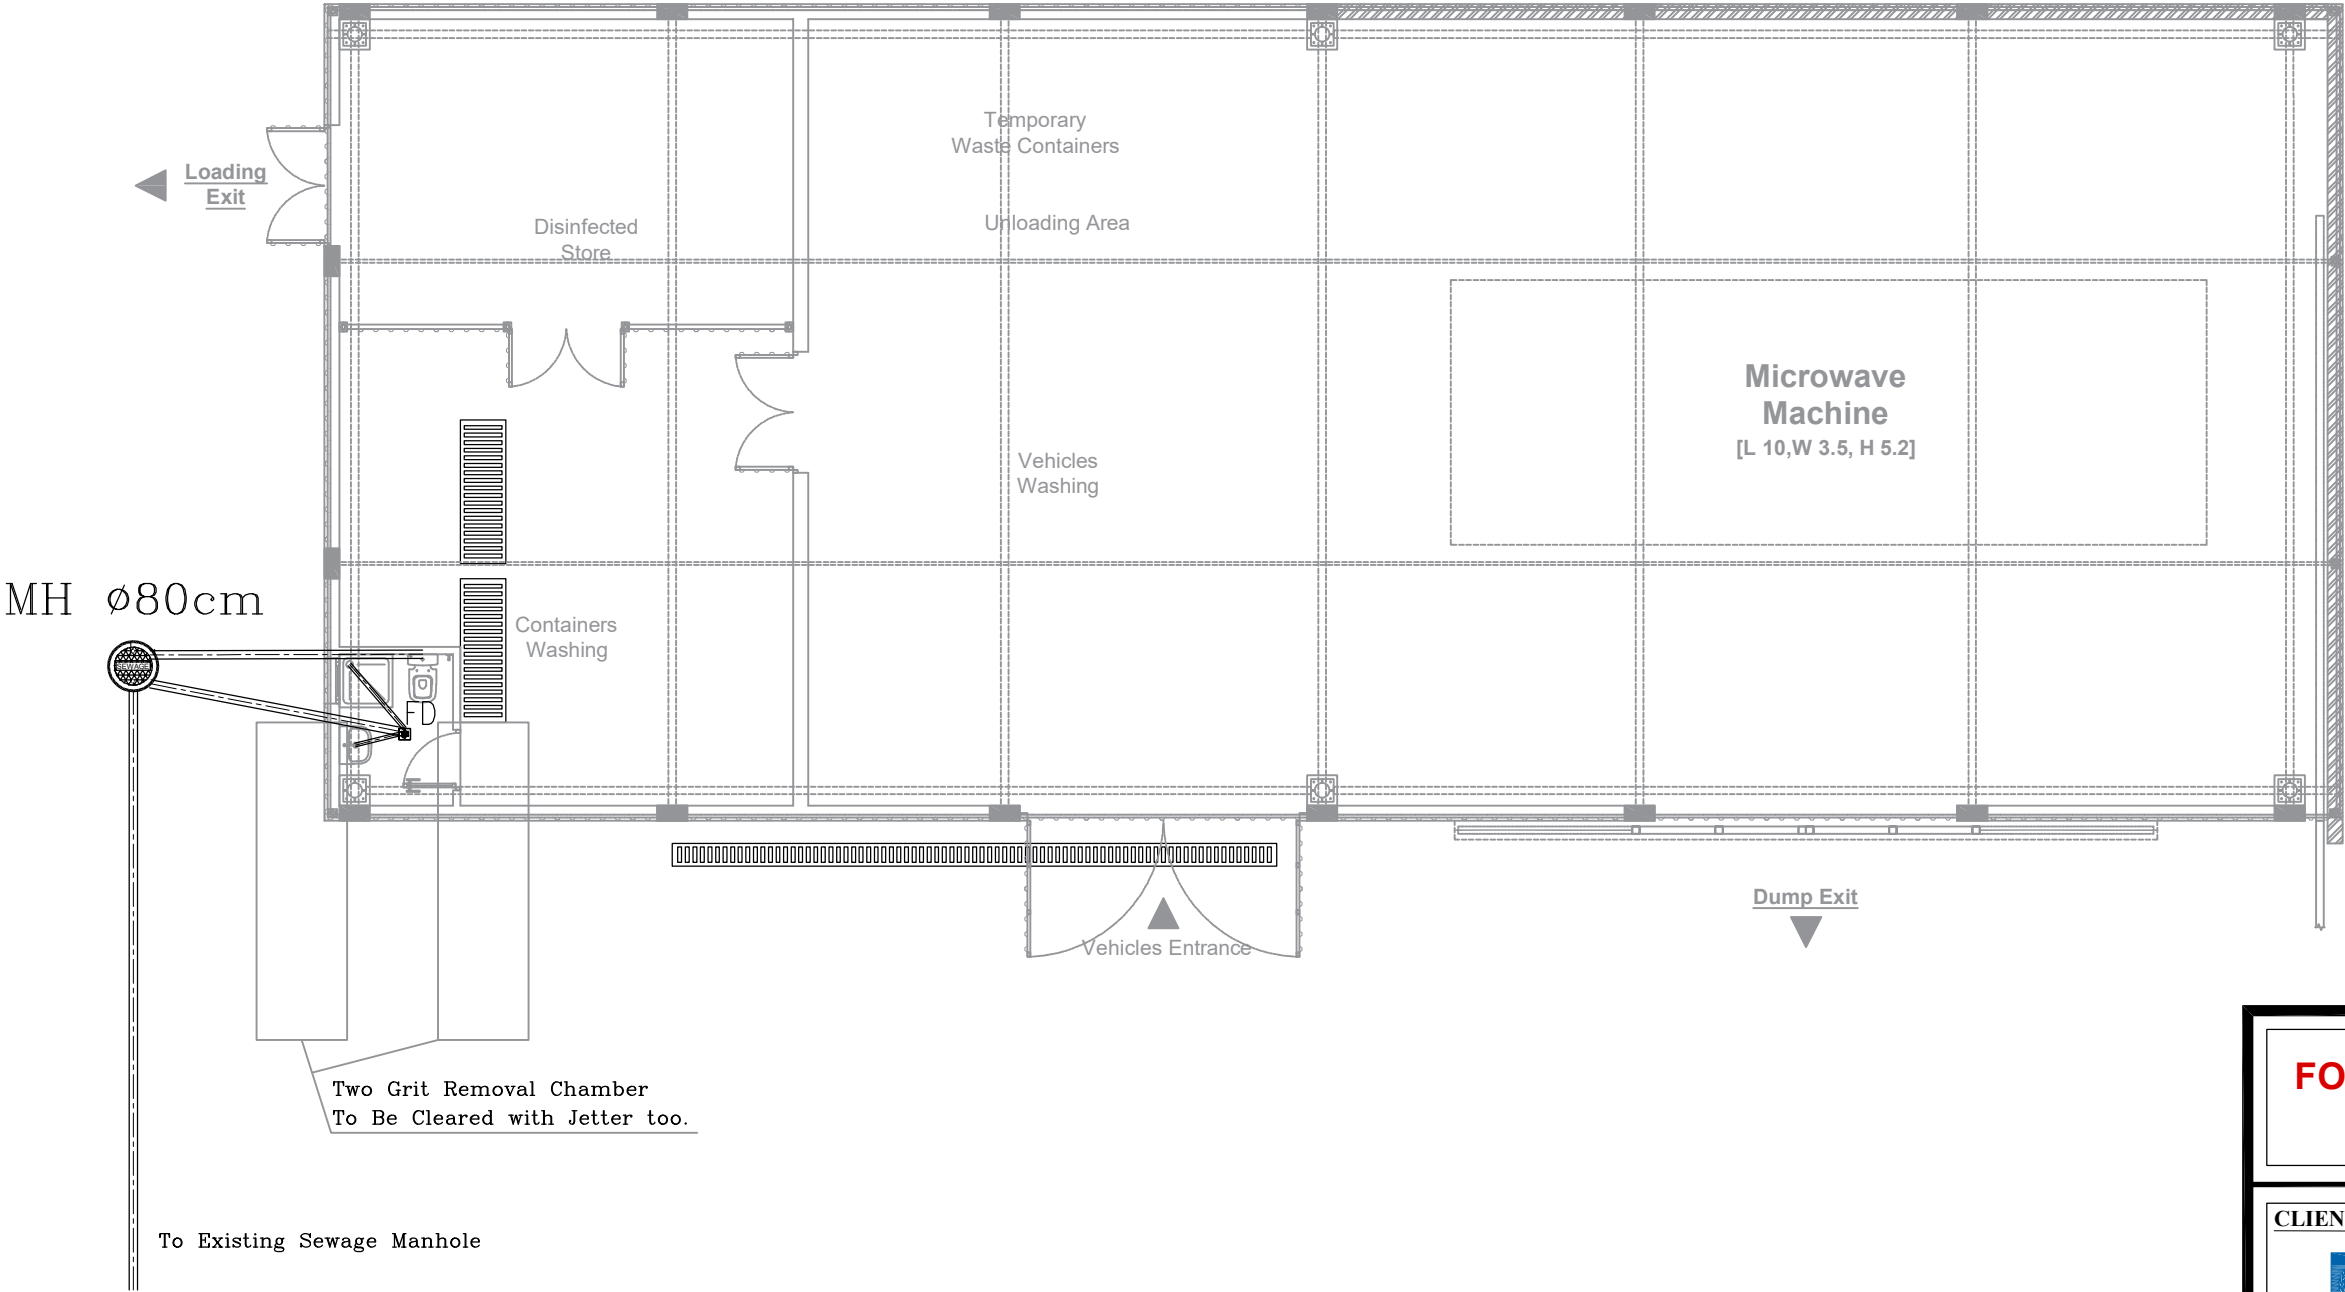 Temporary
Waste Containers
Loading
Exit
Disinfected
Store
Unloading Area
Microwave
Machine
[L 10,W 3.5, H 5.2]
Vehicles
Washing
MH ø80cm
Containers
Washing
SEWAGE
FD
Dump Exit
Vehicles Entrance
Two Grit Removal Chamber
To Be Cleared with Jetter too.
To Existing Sewage Manhole
FO
CLIEN